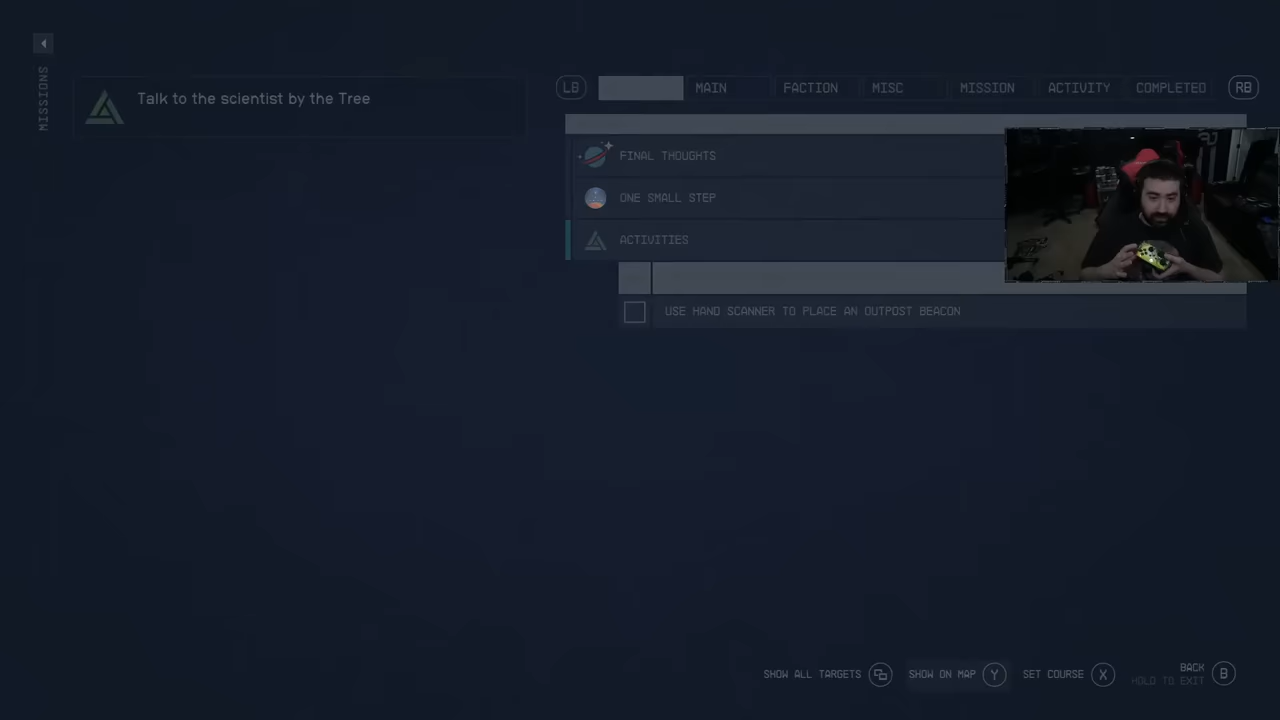 MISSIONS
Talk to the scientist by the Tree
LB
MAIN
FACTION
MISC
MISSION
ACTIVITY
COMPLETED
RB
FINAL THOUGHTS
ONE SMALL STEP
ACTIVITIES
USE HAND SCANNER TO PLACE AN OUTPOST BEACON
SHOW ALL TARGETS
SHOW ON MAP Y
SET COURSE X
BACK B
HOLD TO EXIT